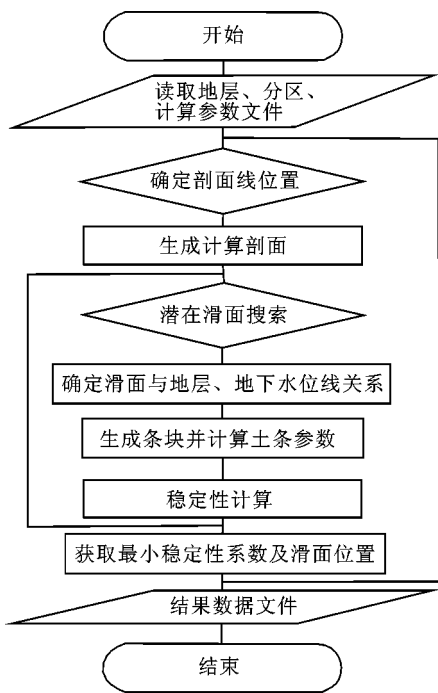 开始
读取地层、分区、
计算参数文件
确定剖面线位置
生成计算剖面
潜在滑面搜索
确定滑面与地层、地下水位线关系
生成条块并计算土条参数
稳定性计算
获取最小稳定性系数及滑面位置
结果数据文件
结束